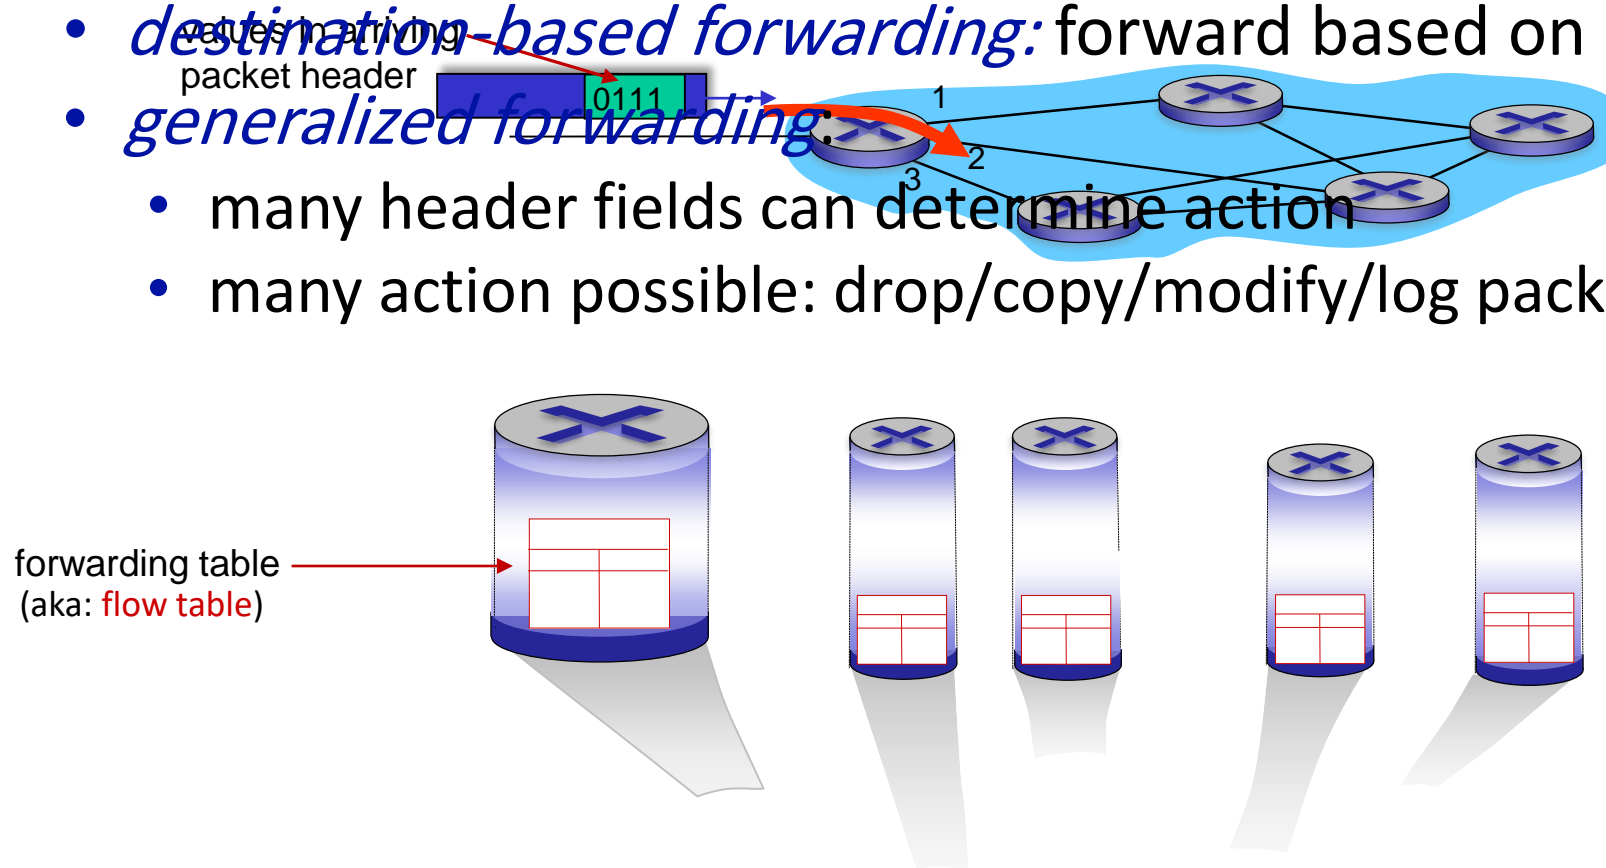 • destination-based forwarding: forward based on
values in arriving
packet header
0111
• generalized forwarding:
1
2
3
• many header fields can determine action
• many action possible: drop/copy/modify/log pack
forwarding table
(aka: flow table)